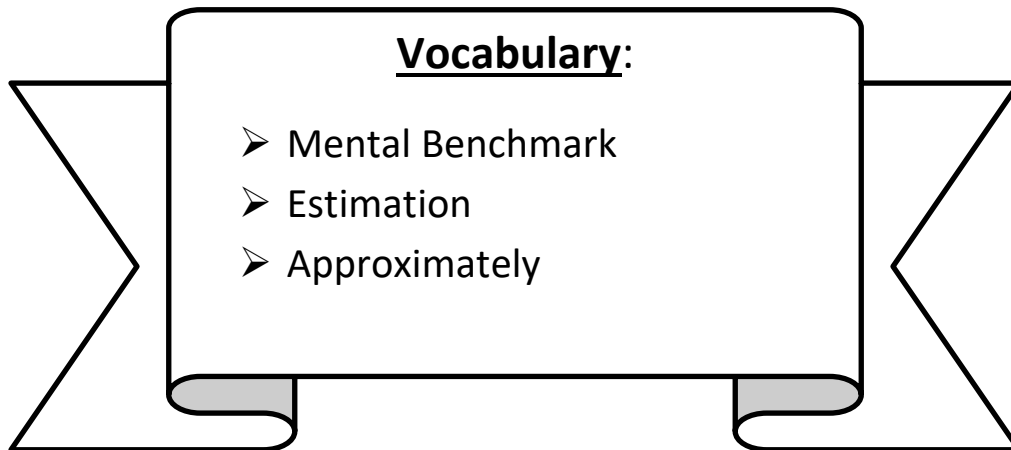 Vocabulary:
➢ Mental Benchmark
➢ Estimation
➢ Approximately